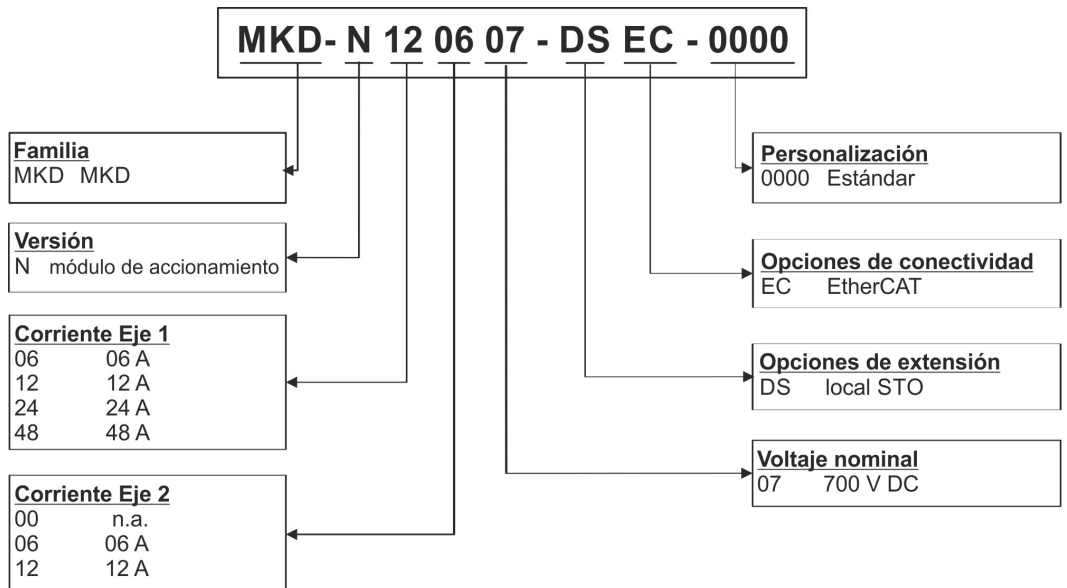 MKD- N 12 06 07 - DS EC - 0000
Familia
MKD MKD
Versión
N módulo de accionamiento
Corriente Eje 1
06 06 A
12 12 A
24 24 A
48 48 A
Corriente Eje 2
00 n.a.
06 06 A
12 12 A
Personalización
0000 Estándar
Opciones de conectividad
EC EtherCAT
Opciones de extensión
DS local STO
Voltaje nominal
07 700 V DC